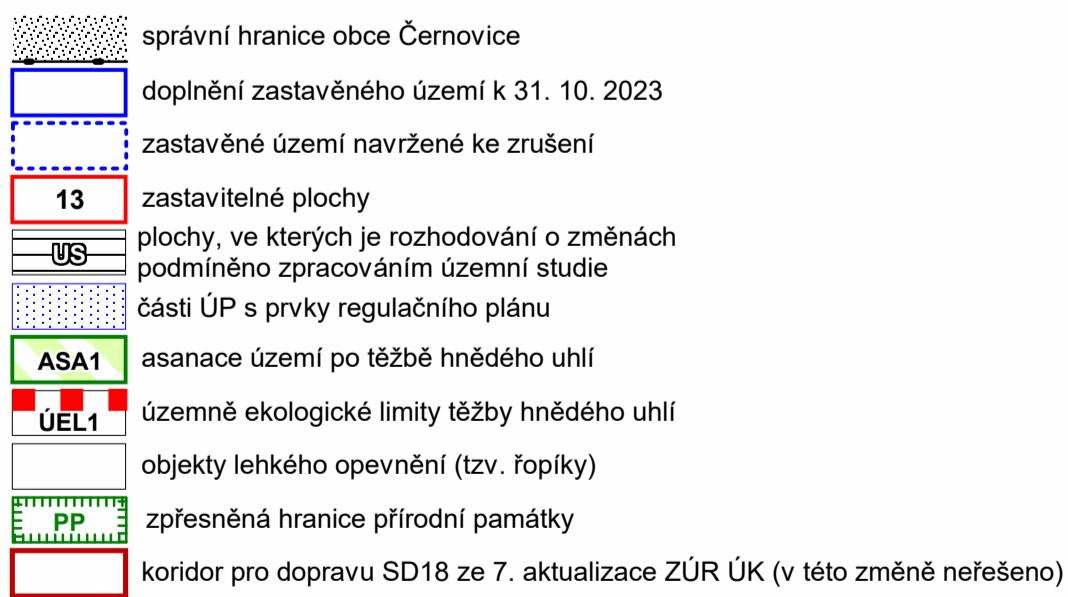 správní hranice obce Černovice
doplnění zastavěného území k 31. 10. 2023
zastavěné území navržené ke zrušení
13 zastavitelné plochy
US plochy, ve kterých je rozhodování o změnách
podmíněno zpracováním územní studie
části ÚP s prvky regulačního plánu
ASA1 asanace území po těžbě hnědého uhlí
ÚEL1 územně ekologické limity těžby hnědého uhlí
objekty lehkého opevnění (tzv. řopíky)
PP zpřesněná hranice přírodní památky
koridor pro dopravu SD18 ze 7. aktualizace ZÚR ÚK (v této změně neřešeno)